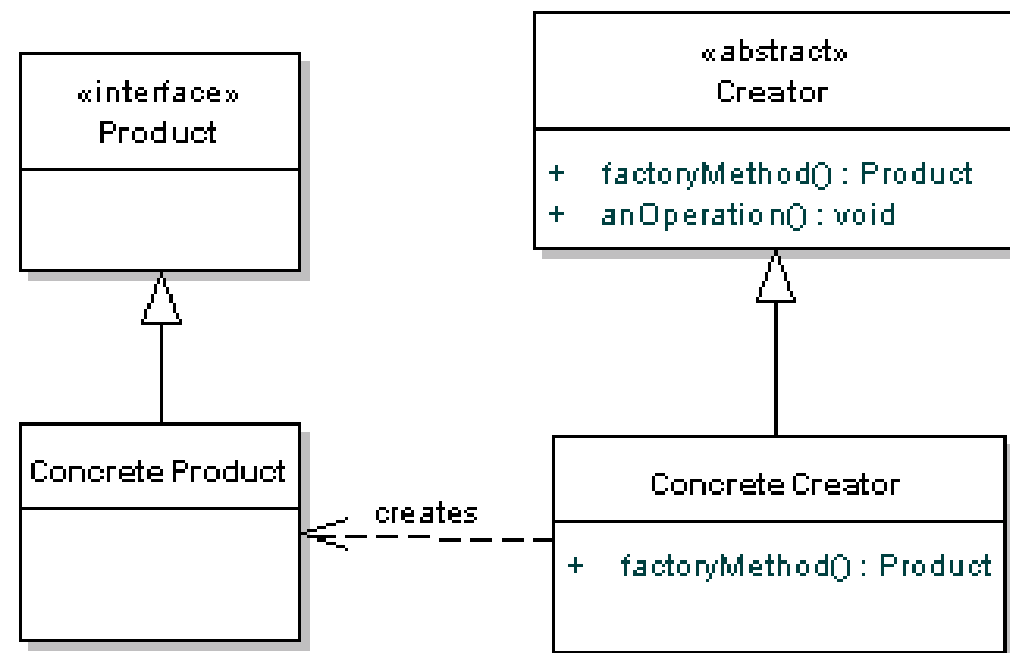 «interface»
Product
«abstract»
Creator
+ factoryMethod() : Product
+ anOperation() : void
Concrete Product
creates
Concrete Creator
+ factoryMethod() : Product